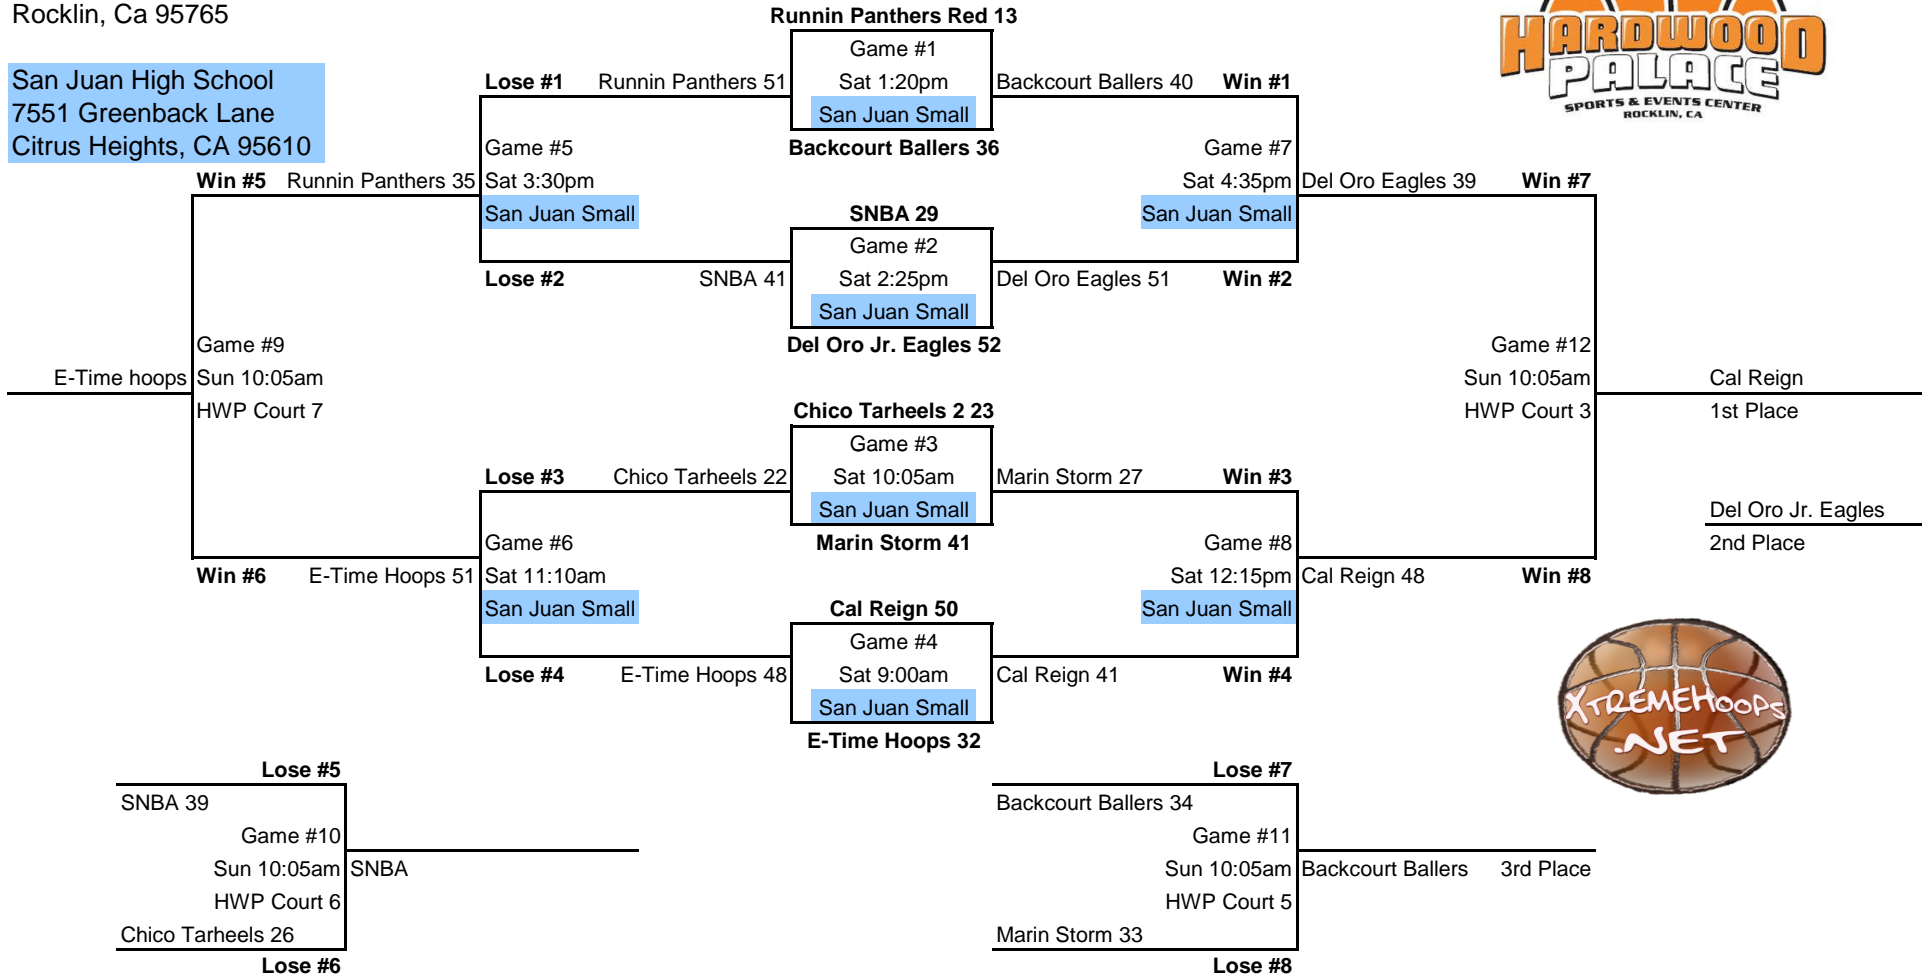 Rocklin, Ca 95765
Runnin Panthers Red 13
HARDWOOD
PALACE
SPORTS & EVENTS CENTER
ROCKLIN, CA
Game #1
San Juan High School
7551 Greenback Lane
Citrus Heights, CA 95610
Lose #1 Runnin Panthers 51 Sat 1:20pm Backcourt Ballers 40 Win #1
San Juan Small
Game #5 Backcourt Ballers 36 Game #7
Win #5 Runnin Panthers 35 Sat 3:30pm Sat 4:35pm Del Oro Eagles 39 Win #7
San Juan Small SNBA 29 San Juan Small
Game #2
Lose #2 SNBA 41 Sat 2:25pm Del Oro Eagles 51 Win #2
San Juan Small
Game #9 Del Oro Jr. Eagles 52 Game #12
E-Time hoops Sun 10:05am Sun 10:05am Cal Reign
HWP Court 7 Chico Tarheels 2 23 HWP Court 3 1st Place
Game #3
Lose #3 Chico Tarheels 22 Sat 10:05am Marin Storm 27 Win #3
San Juan Small Del Oro Jr. Eagles
Game #6 Marin Storm 41 Game #8 2nd Place
Win #6 E-Time Hoops 51 Sat 11:10am Sat 12:15pm Cal Reign 48 Win #8
San Juan Small Cal Reign 50 San Juan Small
Game #4
Lose #4 E-Time Hoops 48 Sat 9:00am Cal Reign 41 Win #4
San Juan Small
E-Time Hoops 32
XTREMEHOOPS
.NET
Lose #5 Lose #7
SNBA 39 Backcourt Ballers 34
Game #10 Game #11
Sun 10:05am SNBA Sun 10:05am Backcourt Ballers 3rd Place
HWP Court 6 HWP Court 5
Chico Tarheels 26 Marin Storm 33
Lose #6 Lose #8